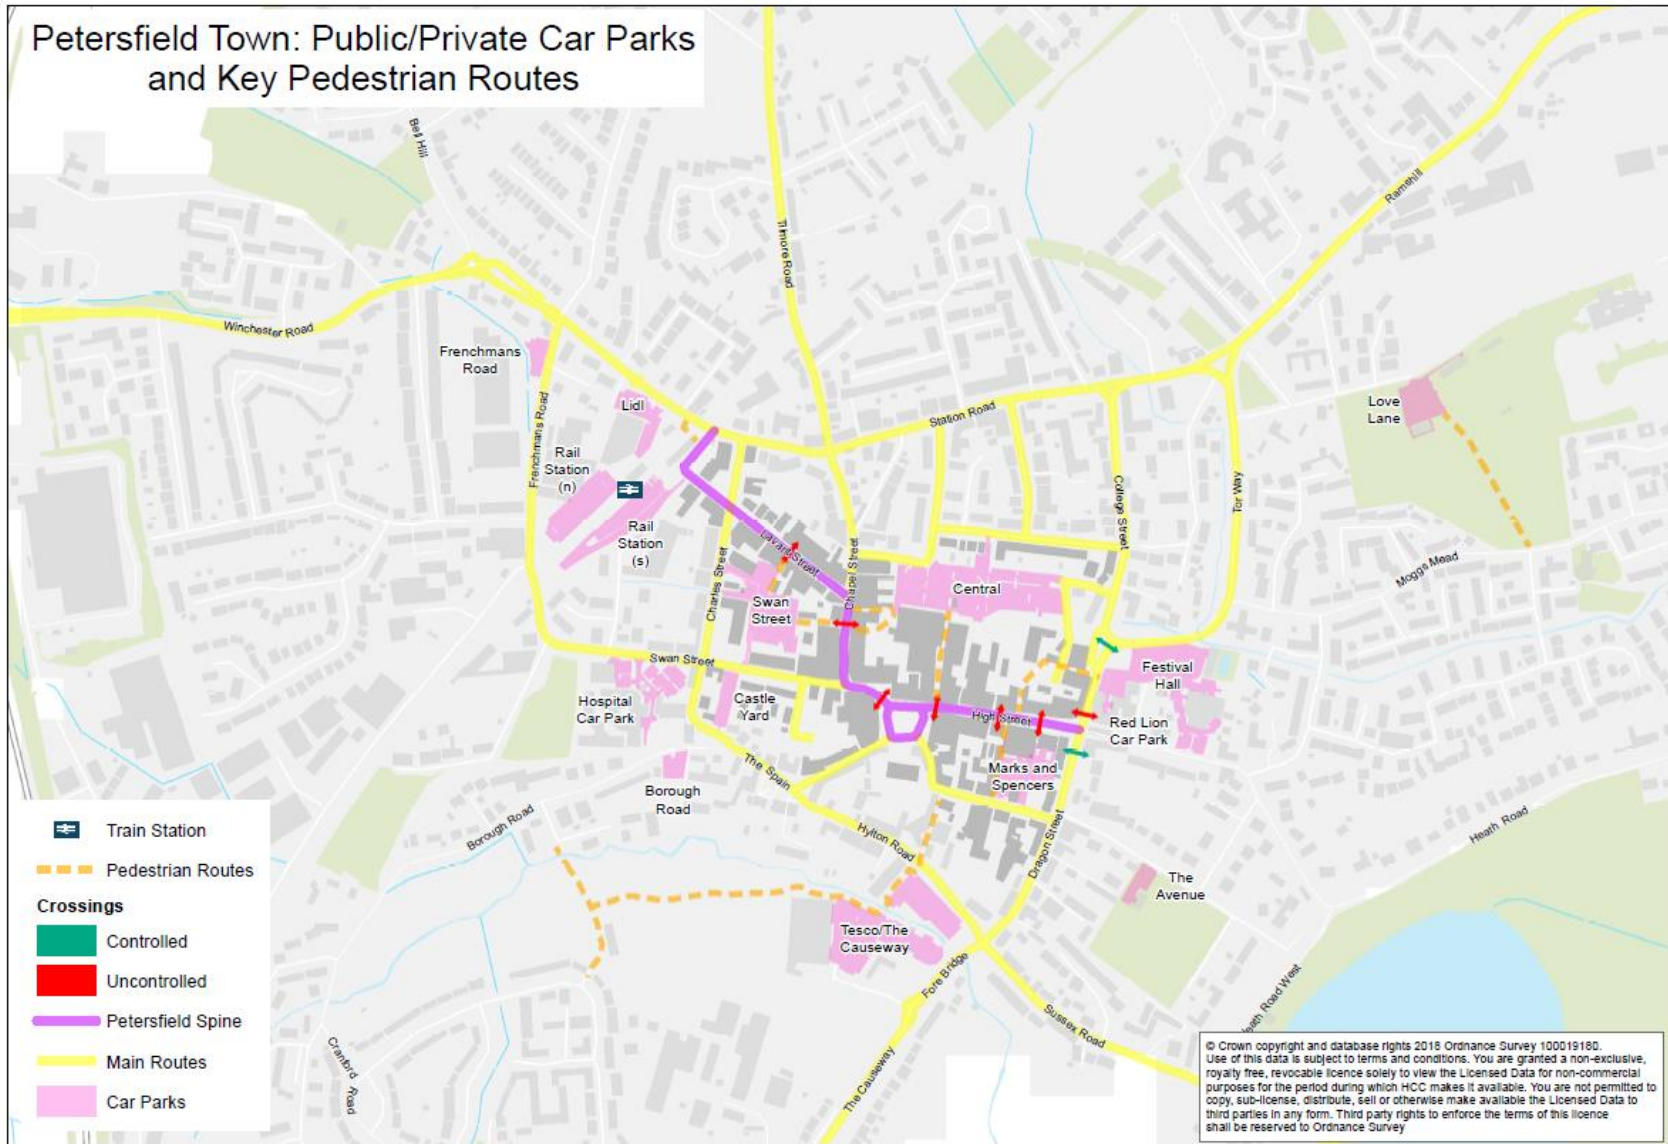 Petersfield Town: Public/Private Car Parks
and Key Pedestrian Routes
Bell Hill
Tilmore Road
Ramshill
Winchester Road
Frenchmans
Road
Frenchmans Road
Lidl
Station Road
Love
Lane
Rail
Station
(n)
Rail
Station
(s)
College Street
Tor Way
Lavant Street
Charles Street
Chapel Street
Moggs Mead
Central
Swan
Street
Swan Street
Festival
Hall
Hospital
Car Park
Castle
Yard
High Street
Red Lion
Car Park
The Spain
Marks and
Spencers
Borough
Road
Borough Road
Hylton Road
Dragon Street
Heath Road
The
Avenue
Tesco/The
Causeway
Fore Bridge
Sussex Road
Heath Road West
Cranford Road
The Causeway
Train Station
Pedestrian Routes
Crossings
Controlled
Uncontrolled
Petersfield Spine
Main Routes
Car Parks
© Crown copyright and database rights 2018 Ordnance Survey 100019180.
Use of this data is subject to terms and conditions. You are granted a non-exclusive,
royalty free, revocable licence solely to view the Licensed Data for non-commercial
purposes for the period during which HCC makes it available. You are not permitted to
copy, sub-license, distribute, sell or otherwise make available the Licensed Data to
third parties in any form. Third party rights to enforce the terms of this licence
shall be reserved to Ordnance Survey